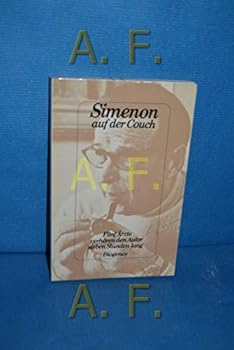 A. F.
Simenon
auf der Couch
A. F.
Fünf Ärzte
verhören den Autor
sieben Stunden lang
Diogenes
A. F.